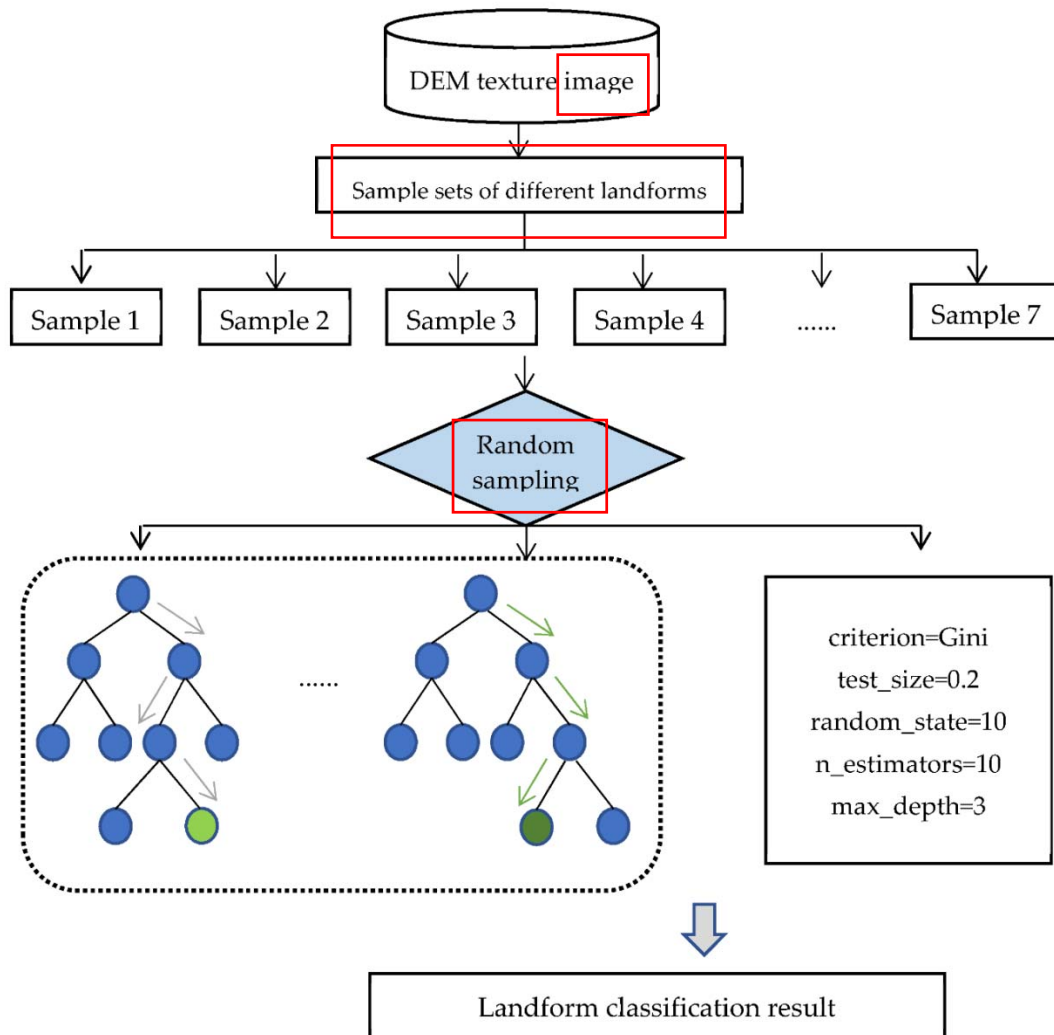 DEM texture image
Sample sets of different landforms
Sample 1
Sample 2
Sample 3
Sample 4
......
Sample 7
Random
sampling
......
criterion=Gini
test_size=0.2
random_state=10
n_estimators=10
max_depth=3
Landform classification result